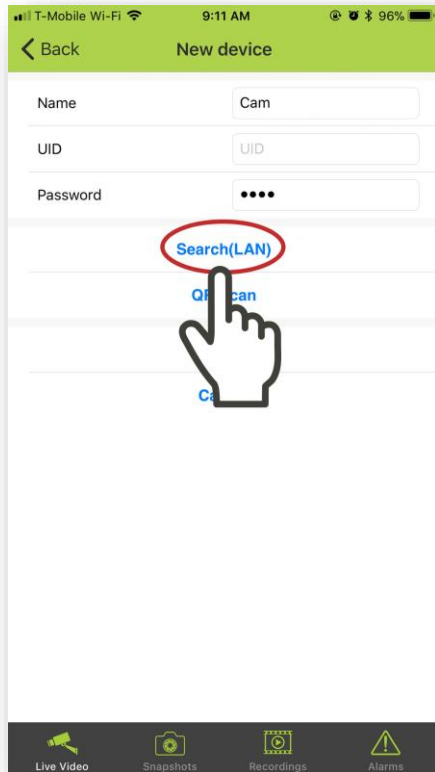 T-Mobile Wi-Fi 9:11 AM 96%
Back New device
Name Cam
UID UID
Password ••••
Search(LAN)
Live Video Snapshots Recordings Alarms